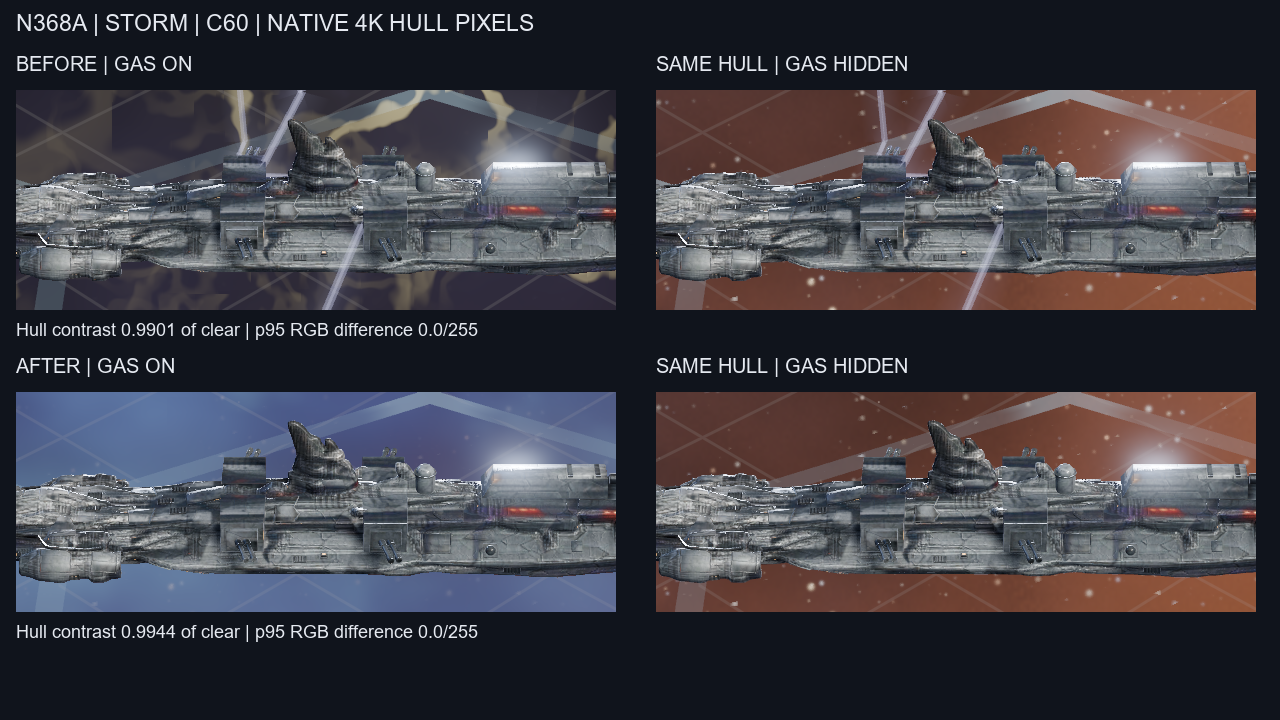 N368A | STORM | C60 | NATIVE 4K HULL PIXELS
BEFORE | GAS ON
SAME HULL | GAS HIDDEN
Hull contrast 0.9901 of clear | p95 RGB difference 0.0/255
AFTER | GAS ON
SAME HULL | GAS HIDDEN
Hull contrast 0.9944 of clear | p95 RGB difference 0.0/255